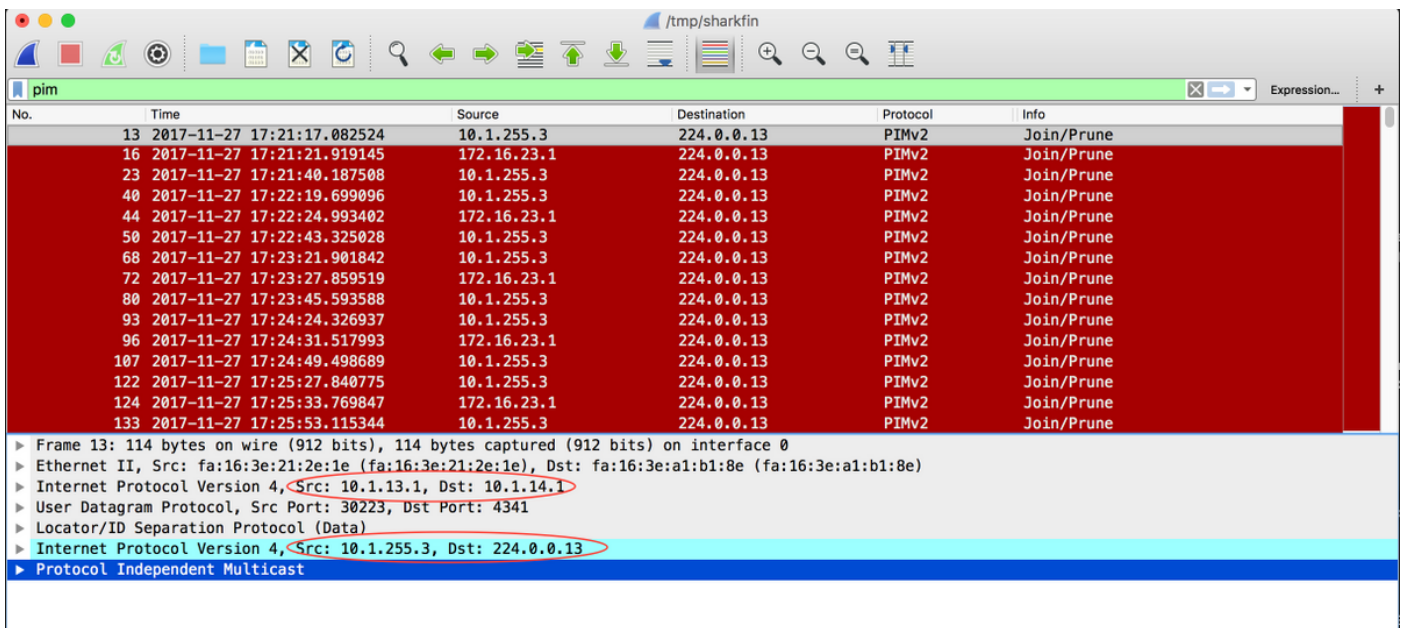 /tmp/sharkfin
pim Expression... +
No. Time Source Destination Protocol Info
13 2017-11-27 17:21:17.082524 10.1.255.3 224.0.0.13 PIMv2 Join/Prune
16 2017-11-27 17:21:21.919145 172.16.23.1 224.0.0.13 PIMv2 Join/Prune
23 2017-11-27 17:21:40.187508 10.1.255.3 224.0.0.13 PIMv2 Join/Prune
40 2017-11-27 17:22:19.699096 10.1.255.3 224.0.0.13 PIMv2 Join/Prune
44 2017-11-27 17:22:24.993402 172.16.23.1 224.0.0.13 PIMv2 Join/Prune
50 2017-11-27 17:22:43.325028 10.1.255.3 224.0.0.13 PIMv2 Join/Prune
68 2017-11-27 17:23:21.901842 10.1.255.3 224.0.0.13 PIMv2 Join/Prune
72 2017-11-27 17:23:27.859519 172.16.23.1 224.0.0.13 PIMv2 Join/Prune
80 2017-11-27 17:23:45.593588 10.1.255.3 224.0.0.13 PIMv2 Join/Prune
93 2017-11-27 17:24:24.326937 10.1.255.3 224.0.0.13 PIMv2 Join/Prune
96 2017-11-27 17:24:31.517993 172.16.23.1 224.0.0.13 PIMv2 Join/Prune
107 2017-11-27 17:24:49.498689 10.1.255.3 224.0.0.13 PIMv2 Join/Prune
122 2017-11-27 17:25:27.840775 10.1.255.3 224.0.0.13 PIMv2 Join/Prune
124 2017-11-27 17:25:33.769847 172.16.23.1 224.0.0.13 PIMv2 Join/Prune
133 2017-11-27 17:25:53.115344 10.1.255.3 224.0.0.13 PIMv2 Join/Prune
Frame 13: 114 bytes on wire (912 bits), 114 bytes captured (912 bits) on interface 0
Ethernet II, Src: fa:16:3e:21:2e:1e (fa:16:3e:21:2e:1e), Dst: fa:16:3e:a1:b1:8e (fa:16:3e:a1:b1:8e)
Internet Protocol Version 4, Src: 10.1.13.1, Dst: 10.1.14.1
User Datagram Protocol, Src Port: 30223, Dst Port: 4341
Locator/ID Separation Protocol (Data)
Internet Protocol Version 4, Src: 10.1.255.3, Dst: 224.0.0.13
Protocol Independent Multicast